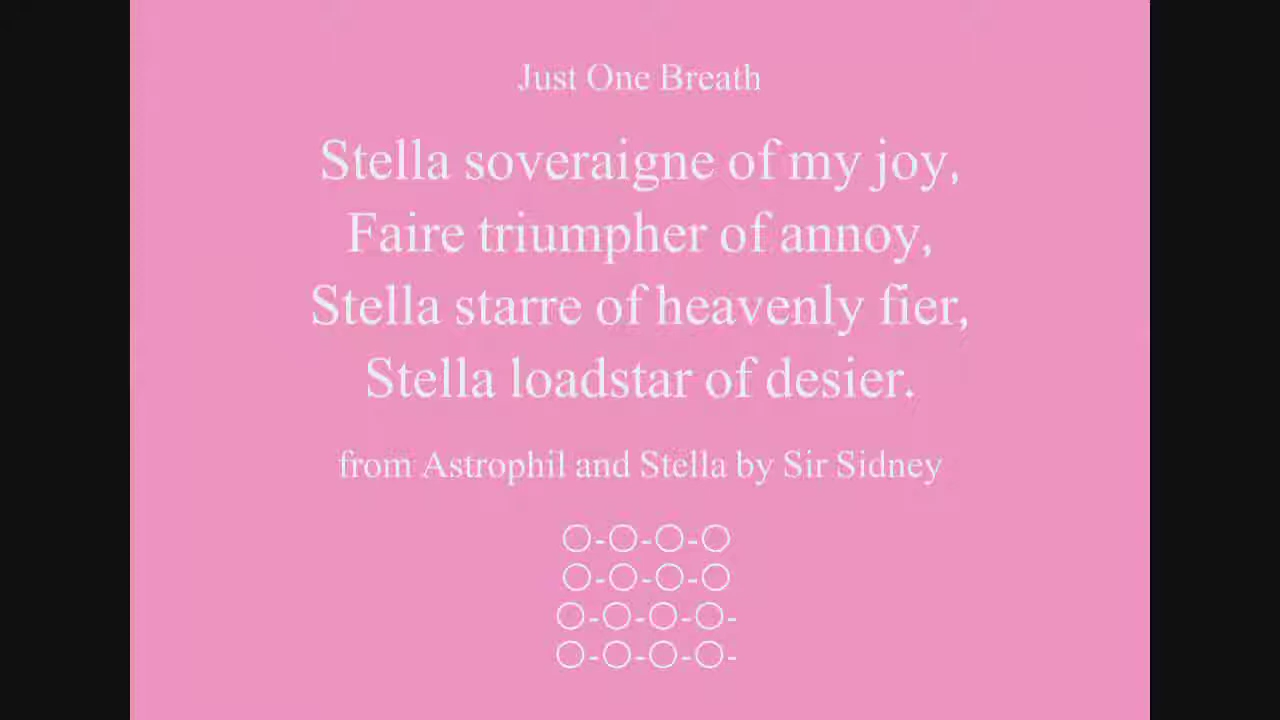 Just One Breath
Stella soveraigne of my joy,
Faire triumpher of annoy,
Stella starre of heavenly fier,
Stella loadstar of desier.
from Astrophil and Stella by Sir Sidney
○-○-○-○
○-○-○-○
○-○-○-○-
○-○-○-○-